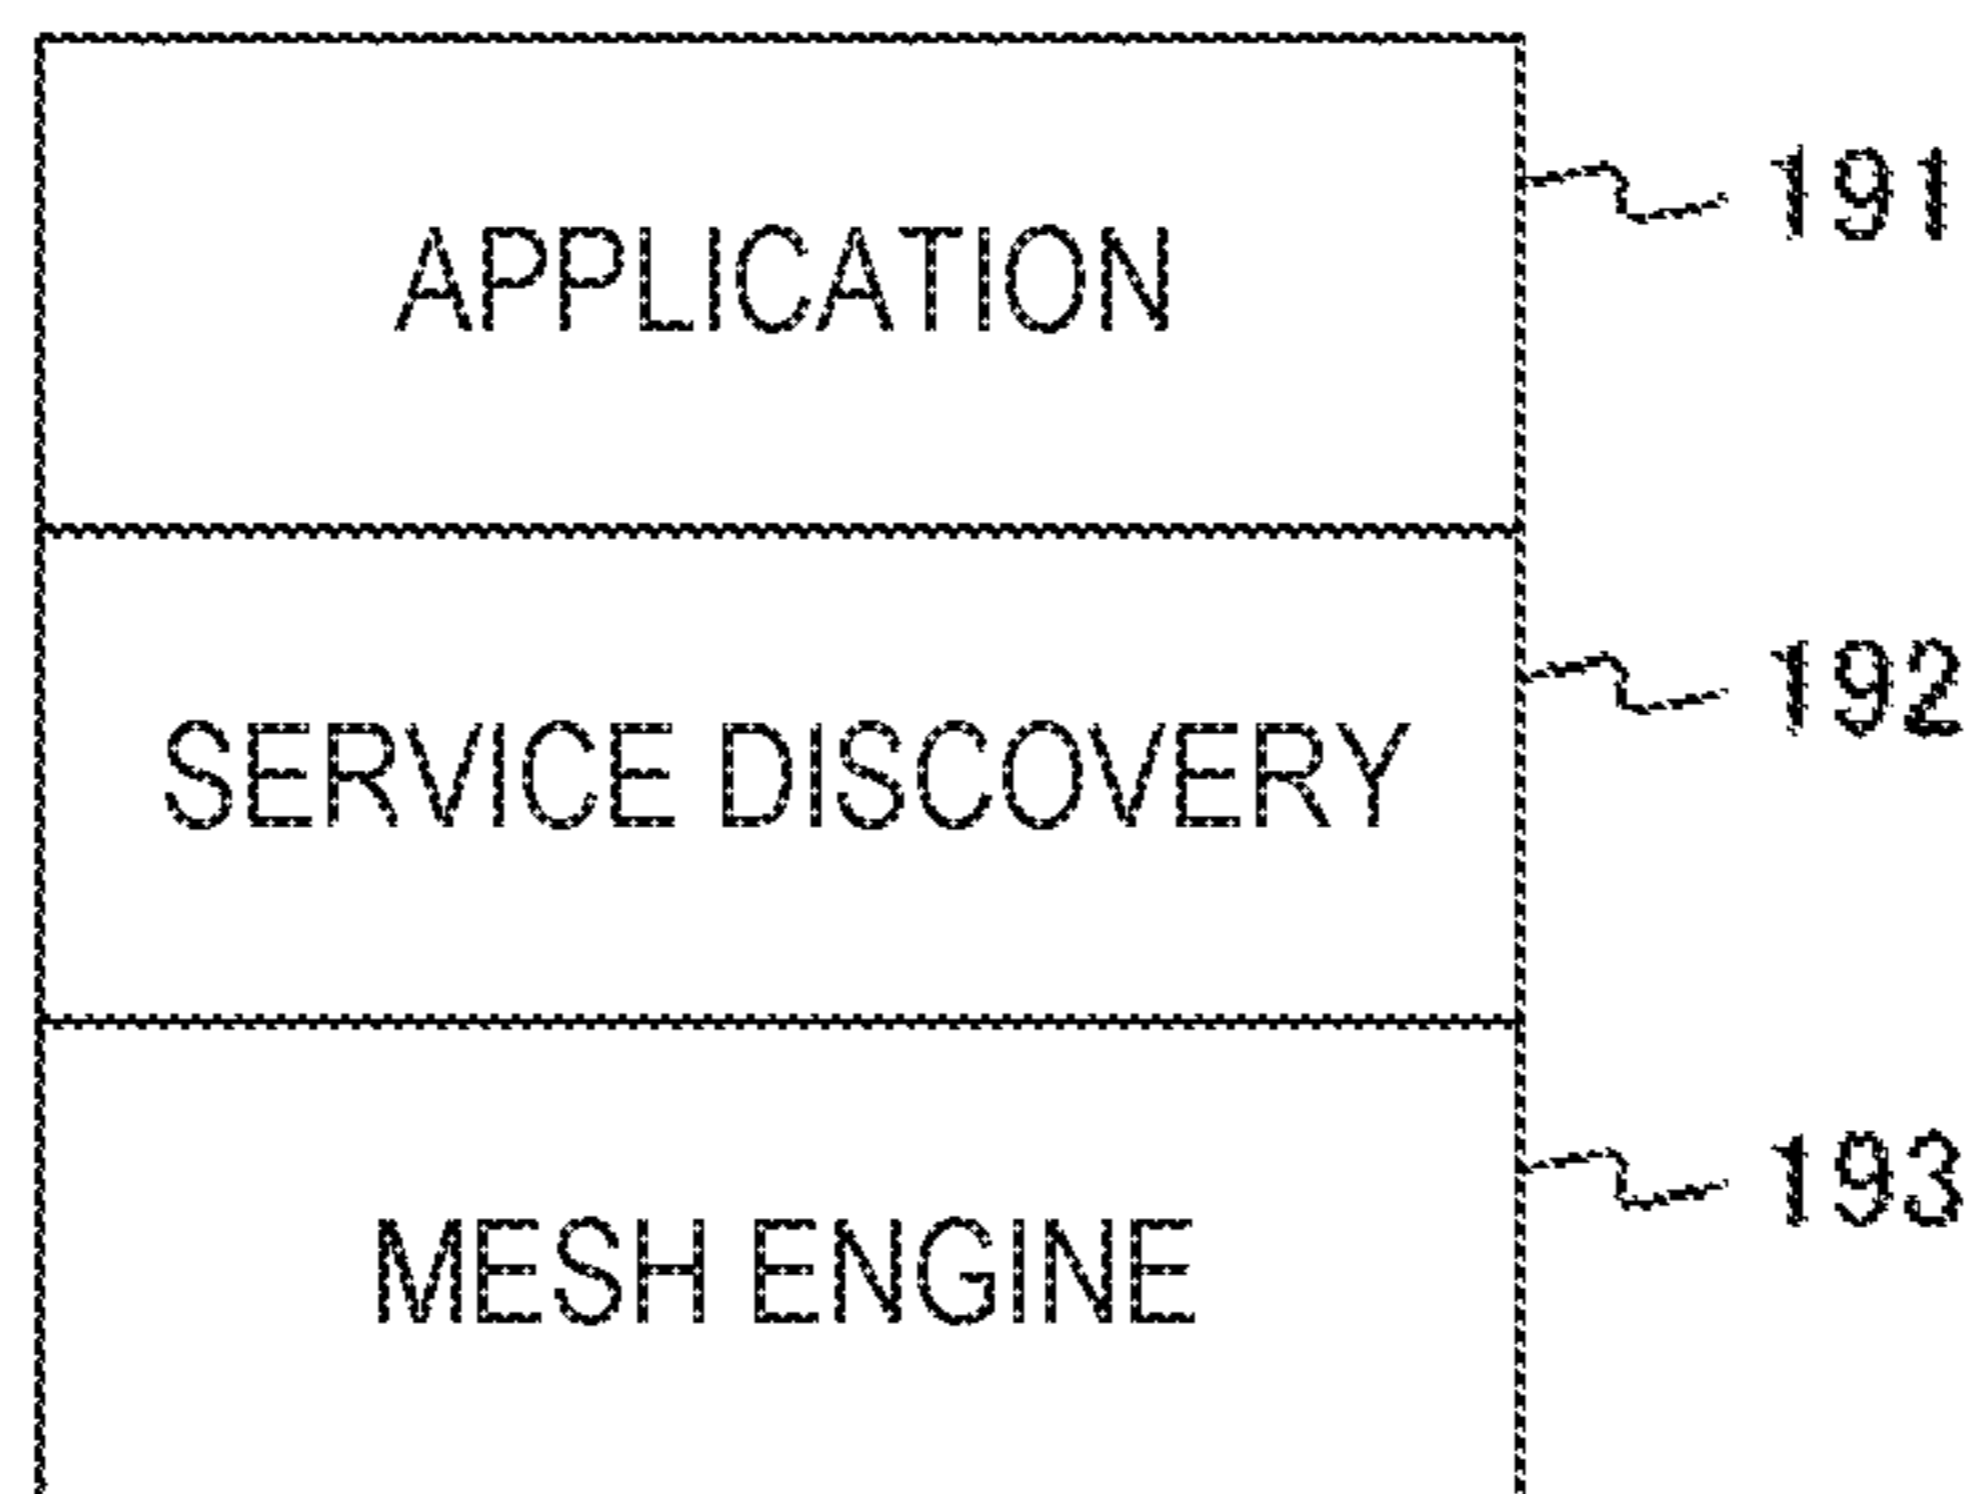 APPLICATION
191
SERVICE DISCOVERY
192
MESH ENGINE
193